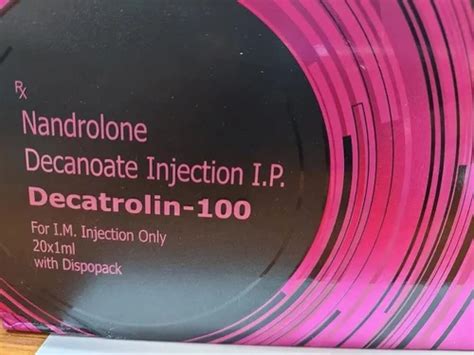 Rx
Nandrolone
Decanoate Injection I.P.
Decatrolin-100
For I.M. Injection Only
20x1ml
with Dispopack